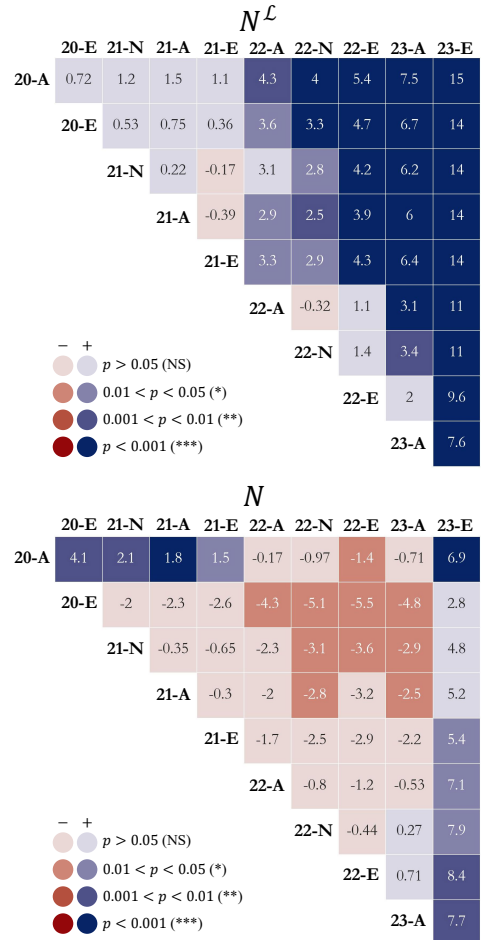 N^ℒ
20-E 21-N 21-A 21-E 22-A 22-N 22-E 23-A 23-E
20-A 0.72 1.2 1.5 1.1 4.3 4 5.4 7.5 15
20-E 0.53 0.75 0.36 3.6 3.3 4.7 6.7 14
21-N 0.22 -0.17 3.1 2.8 4.2 6.2 14
21-A -0.39 2.9 2.5 3.9 6 14
21-E 3.3 2.9 4.3 6.4 14
22-A -0.32 1.1 3.1 11
22-N 1.4 3.4 11
22-E 2 9.6
23-A 7.6
− +
p > 0.05 (NS)
0.01 < p < 0.05 (*)
0.001 < p < 0.01 (**)
p < 0.001 (***)
N
20-E 21-N 21-A 21-E 22-A 22-N 22-E 23-A 23-E
20-A 4.1 2.1 1.8 1.5 -0.17 -0.97 -1.4 -0.71 6.9
20-E -2 -2.3 -2.6 -4.3 -5.1 -5.5 -4.8 2.8
21-N -0.35 -0.65 -2.3 -3.1 -3.6 -2.9 4.8
21-A -0.3 -2 -2.8 -3.2 -2.5 5.2
21-E -1.7 -2.5 -2.9 -2.2 5.4
22-A -0.8 -1.2 -0.53 7.1
22-N -0.44 0.27 7.9
22-E 0.71 8.4
23-A 7.7
− +
p > 0.05 (NS)
0.01 < p < 0.05 (*)
0.001 < p < 0.01 (**)
p < 0.001 (***)